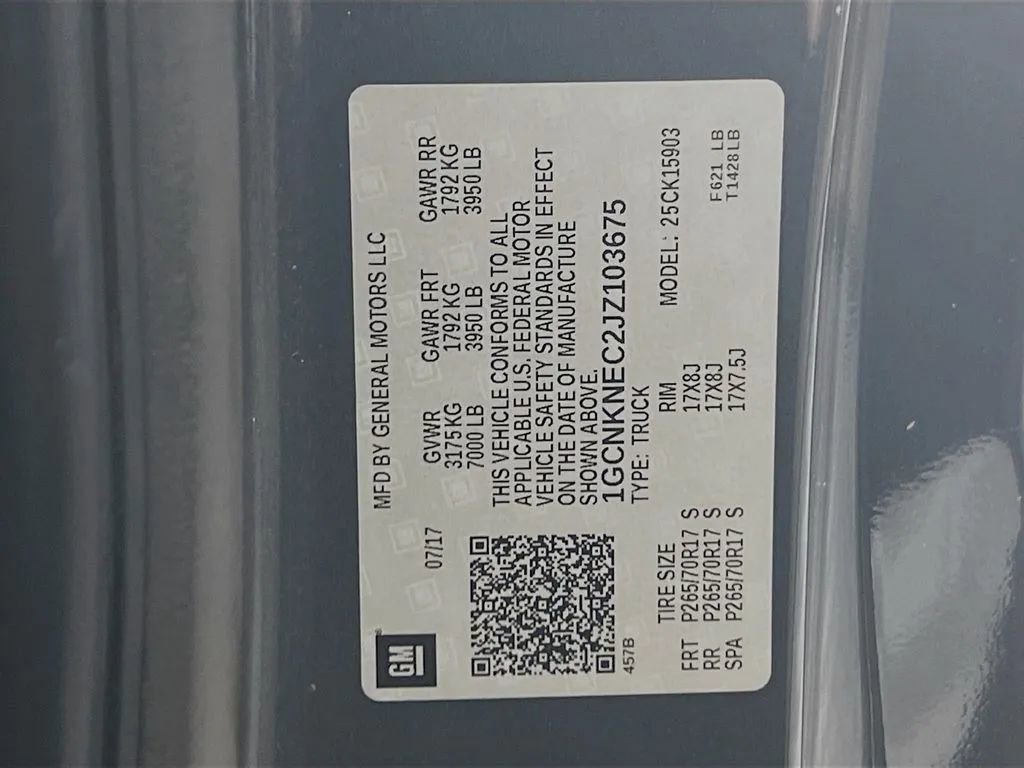 GM
MFD BY GENERAL MOTORS LLC
07/17 GVWR GAWR FRT GAWR RR
3175 KG 1792 KG 1792 KG
7000 LB 3950 LB 3950 LB
THIS VEHICLE CONFORMS TO ALL
APPLICABLE U.S. FEDERAL MOTOR
VEHICLE SAFETY STANDARDS IN EFFECT
ON THE DATE OF MANUFACTURE
SHOWN ABOVE.
1GCNKNEC2JZ103675
457B TYPE: TRUCK
TIRE SIZE RIM MODEL: 25CK15903
FRT P265/70R17 S 17X8J
RR P265/70R17 S 17X8J F621 LB
SPA P265/70R17 S 17X7.5J T1428LB